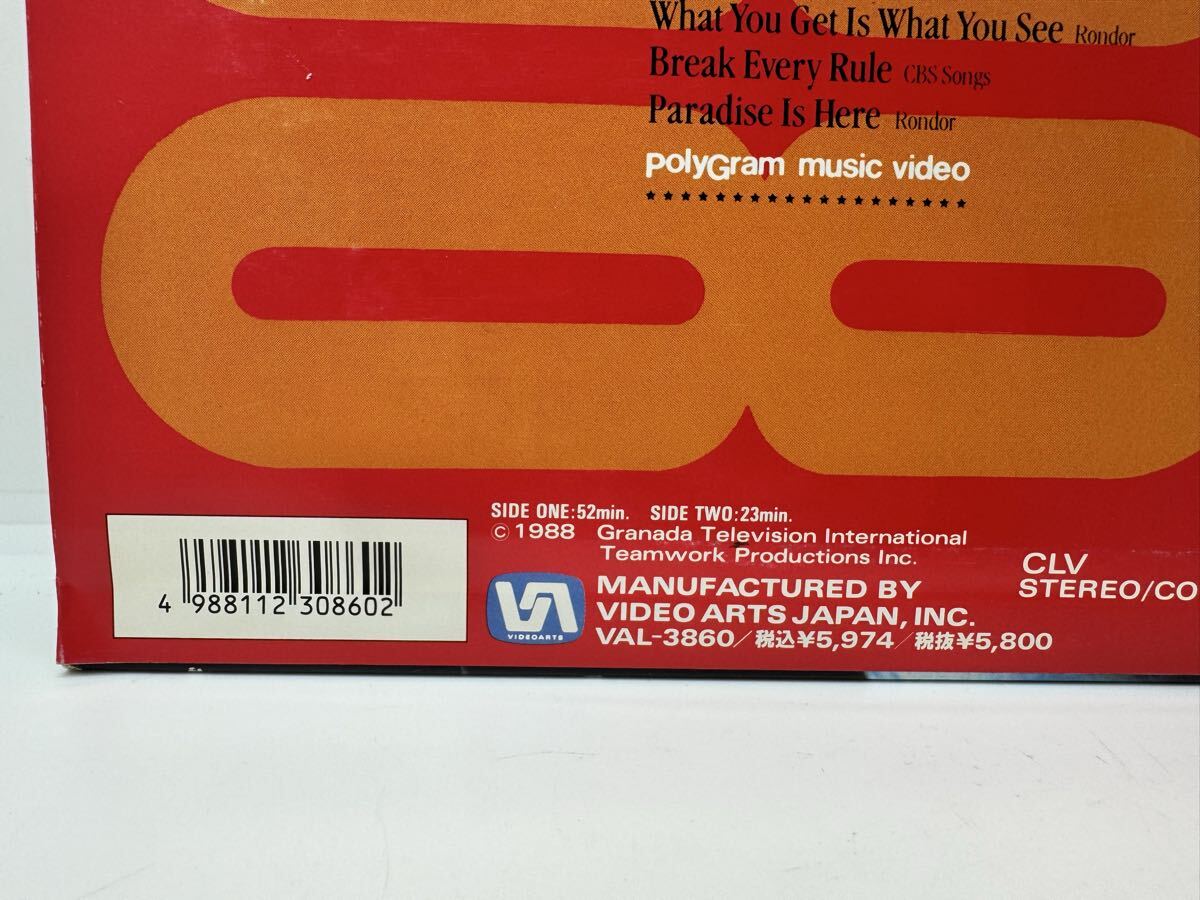 What You Get Is What You See Rondor
Break Every Rule CBS Songs
Paradise Is Here Rondor
PolyGram music video
★★★★★★★★★★★★★★★★★★★
SIDE ONE:52min. SIDE TWO:23min.
© 1988 Granada Television International
Teamwork Productions Inc.
CLV
STEREO/CO
MANUFACTURED BY
VIDEO ARTS JAPAN, INC.
VAL-3860/税込¥5,974/税抜¥5,800
VA
VIDEOARTS
4 988112 308602